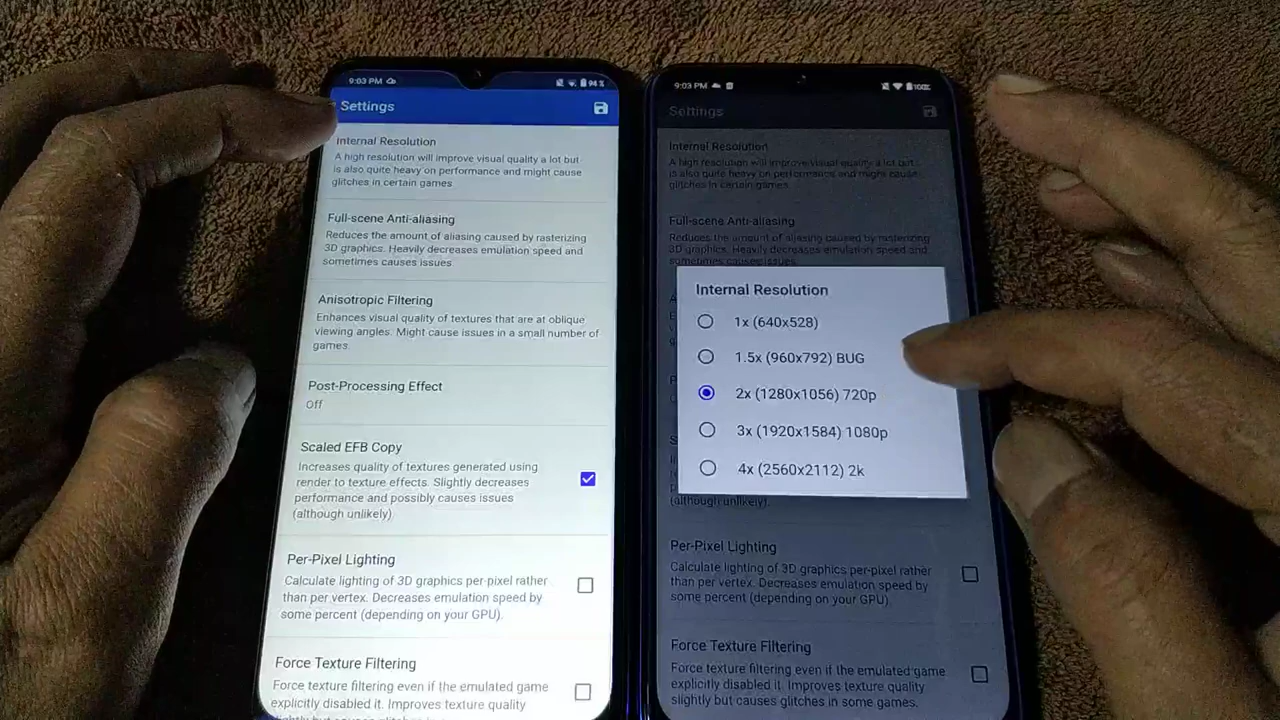 9:03 PM
94%
Settings
Internal Resolution
A high resolution will improve visual quality a lot but
is also quite heavy on performance and might cause
glitches in certain games
Full-scene Anti-aliasing
Reduces the amount of aliasing caused by rasterizing
3D graphics. Heavily decreases emulation speed and
sometimes causes issues
Anisotropic Filtering
Enhances visual quality of textures that are at oblique
viewing angles. Might cause issues in a small number of
games.
Post-Processing Effect
Off
Scaled EFB Copy
Increases quality of textures generated using
render to texture effects. Slightly decreases
performance and possibly causes issues
(although unlikely).
Per-Pixel Lighting
Calculate lighting of 3D graphics per-pixel rather
than per vertex. Decreases emulation speed by
some percent (depending on your GPU).
Force Texture Filtering
Force texture filtering even if the emulated game
explicitly disabled it. Improves texture quality
slightly but causes glitches in
9:03 PM
100%
Settings
Internal Resolution
A high resolution will improve visual quality a lot but
is also quite heavy on performance and might cause
glitches in certain games
Full-scene Anti-aliasing
Reduces the amount of aliasing caused by rasterizing
3D graphics. Heavily decreases emulation speed and
sometimes causes issues
Internal Resolution
1x (640x528)
1.5x (960x792) BUG
2x (1280x1056) 720p
3x (1920x1584) 1080p
4x (2560x2112) 2k
(although unlikely).
Per-Pixel Lighting
Calculate lighting of 3D graphics per-pixel rather
than per vertex. Decreases emulation speed by
some percent (depending on your GPU).
Force Texture Filtering
Force texture filtering even if the emulated game
explicitly disabled it. Improves texture quality
slightly but causes glitches in some games.